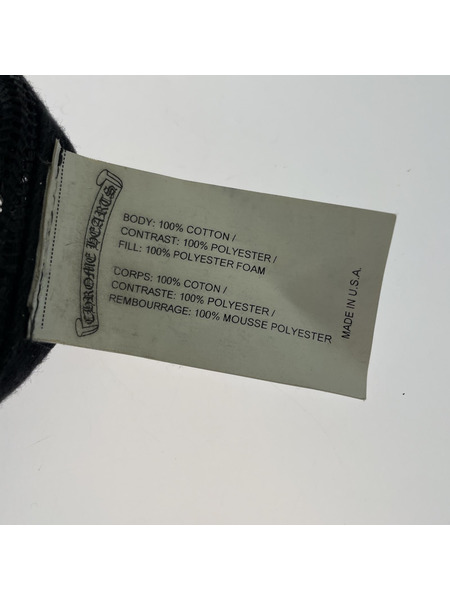 CHROME HEARTS
BODY: 100% COTTON /
CONTRAST: 100% POLYESTER /
FILL: 100% POLYESTER FOAM
CORPS: 100% COTON /
CONTRASTE: 100% POLYESTER /
REMBOURRAGE: 100% MOUSSE POLYESTER
MADE IN U.S.A.